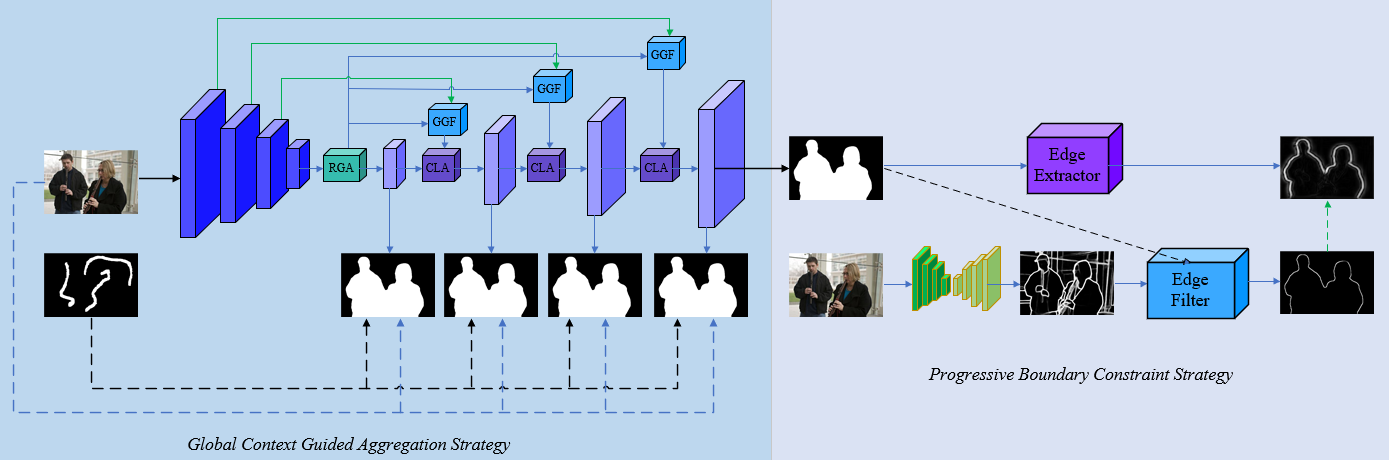 GGF
GGF
GGF
RGA
CLA
CLA
CLA
Global Context Guided Aggregation Strategy
Edge
Extractor
Edge
Filter
Progressive Boundary Constraint Strategy